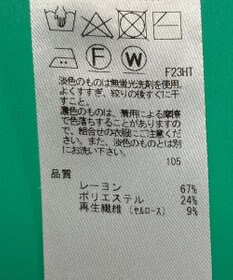 F W
F23HT
淡色のものは無蛍光洗剤を使用。
よくすすぎ、絞りの後すぐに干
すこと。
濃色のものは、着用による摩擦
で色落ちすることがありますの
で、組合せの衣服にご注意くださ
い。また、淡色のものとは別
にお洗い下さい。
105
品質
レーヨン 67%
ポリエステル 24%
再生繊維(セルロース) 9%